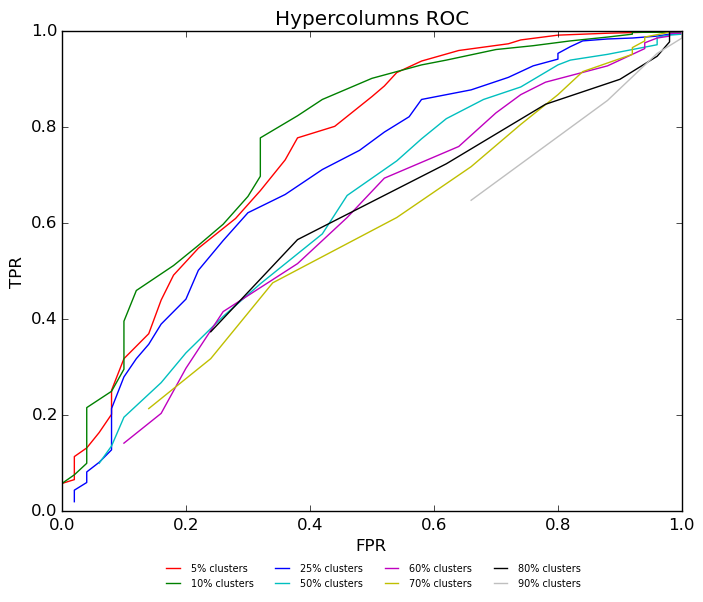 Hypercolumns ROC
1.0
0.8
0.6
0.4
0.2
0.0
TPR
0.0 0.2 0.4 0.6 0.8 1.0
FPR
5% clusters 25% clusters 60% clusters 80% clusters
10% clusters 50% clusters 70% clusters 90% clusters